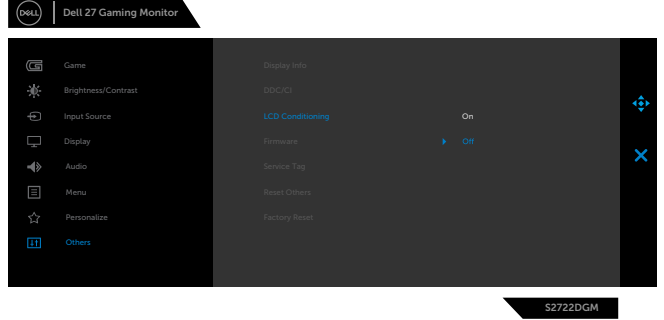 DELL Dell 27 Gaming Monitor
Game Display Info
Brightness/Contrast DDC/CI
Input Source LCD Conditioning On
Display Firmware Off
Audio Service Tag
Menu Reset Others
Personalize Factory Reset
Others
S2722DGM